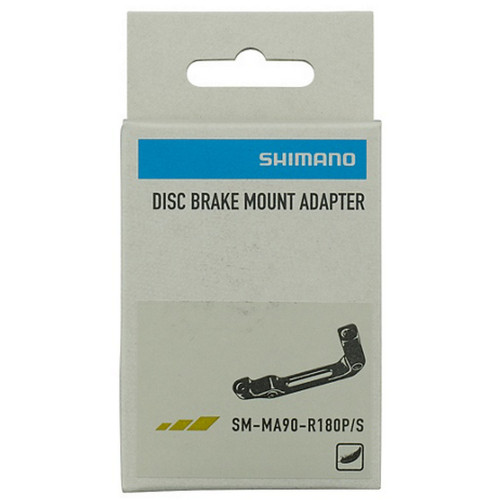 SHIMANO
DISC BRAKE MOUNT ADAPTER
SM-MA90-R180P/S